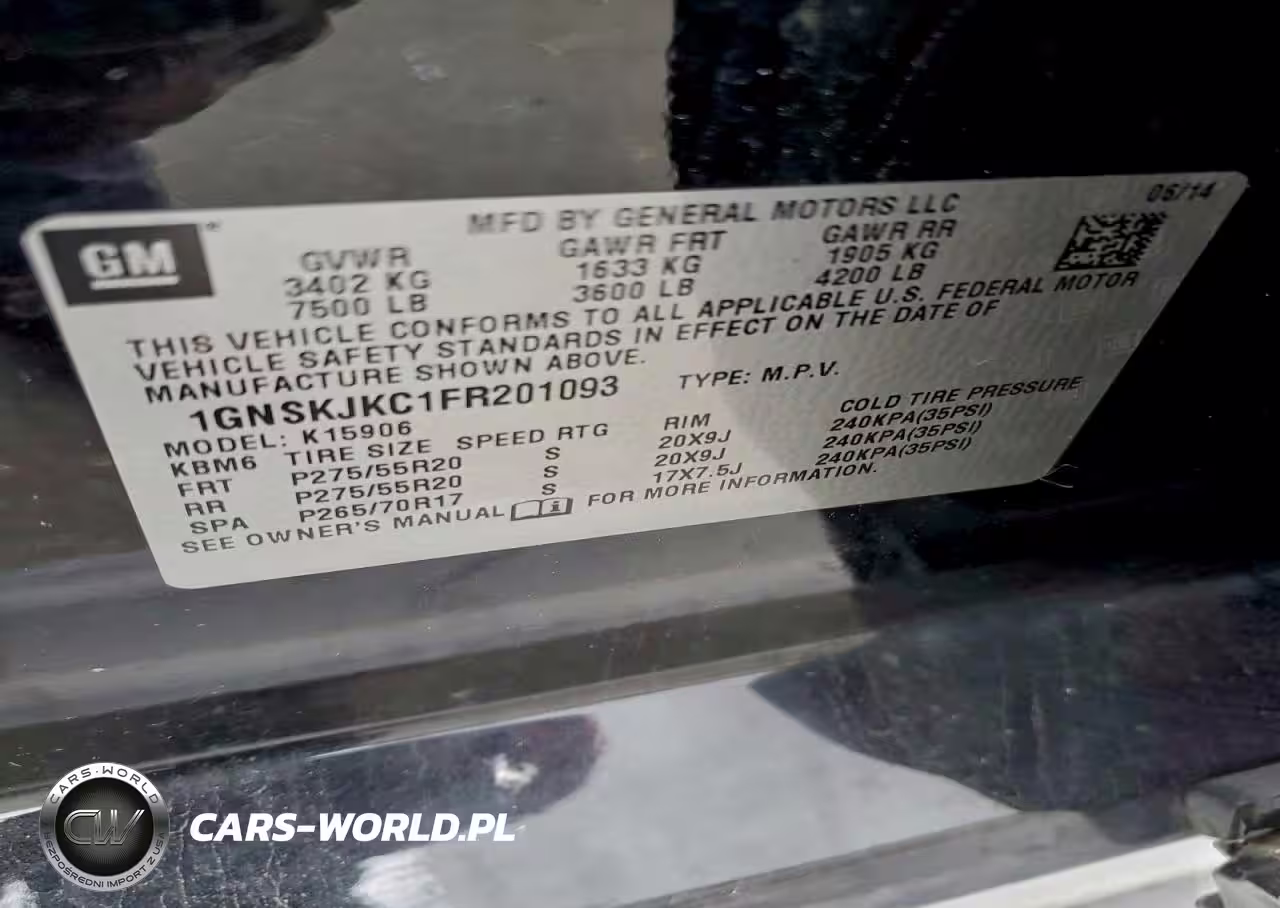 GM
MFD BY GENERAL MOTORS LLC
06/14
GVWR GAWR FRT GAWR RR
3402 KG 1633 KG 1905 KG
7500 LB 3600 LB 4200 LB
THIS VEHICLE CONFORMS TO ALL APPLICABLE U.S. FEDERAL MOTOR
VEHICLE SAFETY STANDARDS IN EFFECT ON THE DATE OF
MANUFACTURE SHOWN ABOVE.
1GNSKJKC1FR201093 TYPE: M.P.V.
MODEL: K15906
KBM6 TIRE SIZE SPEED RTG RIM COLD TIRE PRESSURE
FRT P275/55R20 S 20X9J 240KPA(35PSI)
RR P275/55R20 S 20X9J 240KPA(35PSI)
SPA P265/70R17 S 17X7.5J 240KPA(35PSI)
SEE OWNER'S MANUAL FOR MORE INFORMATION.
CARS-WORLD
CW
BEZPOŚREDNI IMPORT Z USA
CARS-WORLD.PL